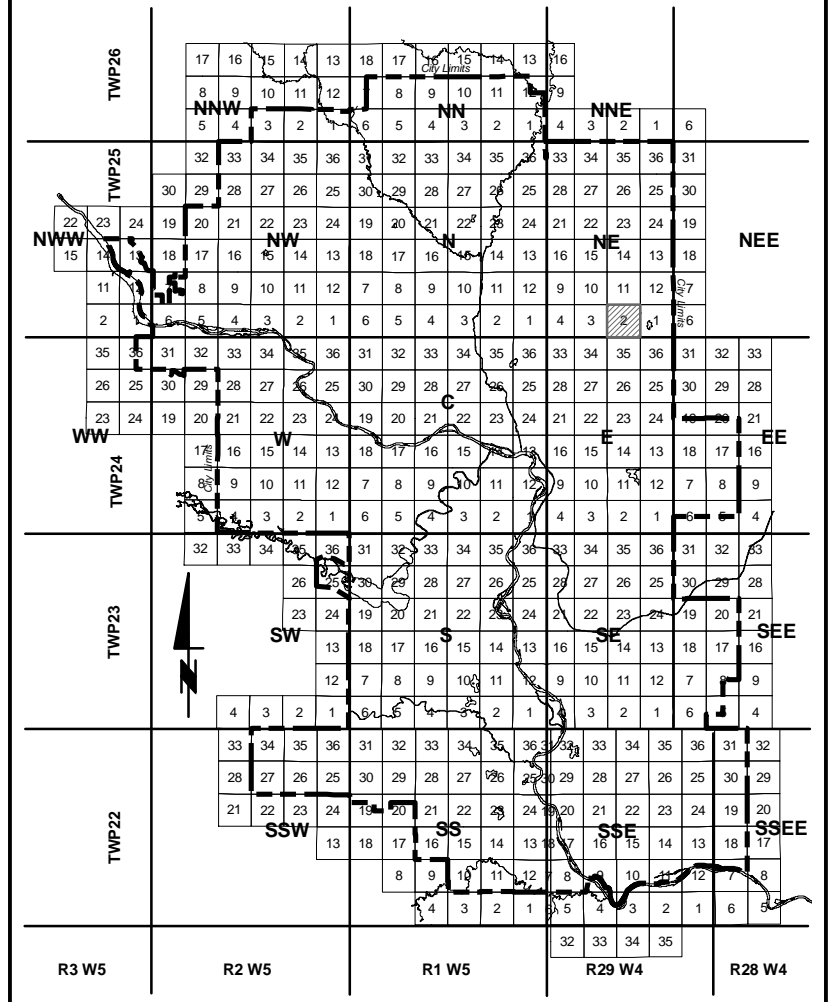 TWP26
17 16 15 14 13 18 17 16 15 14 13 16
City Limits
8 9 10 11 12 8 9 10 11 12 9
NNW NN NNE
5 4 3 2 1 6 5 4 3 2 1 4 3 2 1 6
TWP25
32 33 34 35 36 31 32 33 34 35 36 33 34 35 36 31
30 29 28 27 26 25 30 29 28 27 26 25 28 27 26 25 30
22 23 24 19 20 21 22 23 24 19 20 21 22 23 24 21 22 23 24 19
NWW NW N NE NEE
15 14 13 18 17 16 15 14 13 18 17 16 15 14 13 16 15 14 13 18
11 8 9 10 11 12 7 8 9 10 11 12 9 10 11 12 7
City Limits
2 1 6 5 4 3 2 1 6 5 4 3 2 1 4 3 2 1 6
35 36 31 32 33 34 35 36 31 32 33 34 35 36 33 34 35 36 31 32 33
26 25 30 29 28 27 26 25 30 29 28 27 26 25 28 27 26 25 30 29 28
C
23 24 19 20 21 22 23 24 19 20 21 22 23 24 21 22 23 24 19 20 21
WW W E EE
17 16 15 14 13 18 17 16 15 14 13 16 15 14 13 18 17 16
City Limits
TWP24
8 9 10 11 12 7 8 9 10 11 12 9 10 11 12 7 8 9
5 4 3 2 1 6 5 4 3 2 1 4 3 2 1 6 5 4
32 33 34 35 36 31 32 33 34 35 36 33 34 35 36 31 32 33
26 25 30 29 28 27 26 25 28 27 26 25 30 29 28
TWP23
23 24 19 20 21 22 23 24 21 22 23 24 19 20 21
SW S SE SEE
N
13 18 17 16 15 14 13 16 15 14 13 18 17 16
12 7 8 9 10 11 12 9 10 11 12 7 8 9
4 3 2 1 6 5 4 3 2 1 4 3 2 1 6 4
33 34 35 36 31 32 33 34 35 36 31 32 33 34 35 36 31 32
28 27 26 25 30 29 28 27 26 25 30 29 28 27 26 25 30 29
TWP22
21 22 23 24 19 20 21 22 23 24 19 20 21 22 23 24 19 20
SSW SS SSE SSEE
13 18 17 16 15 14 13 18 17 16 15 14 13 18 17
8 9 10 11 12 7 8 9 10 11 12 7 8
4 3 2 1 5 4 3 2 1 6 5
32 33 34 35
R3 W5 R2 W5 R1 W5 R29 W4 R28 W4